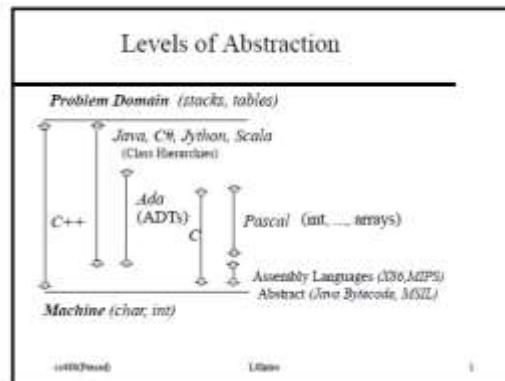 Levels of Abstraction
Problem Domain (stacks, tables)
Java, C#, Jython, Scala
(Class Hierarchies)
Ada
(ADTs)
C++
C
Pascal (int, ..., arrays)
Assembly Languages (X86,MIPS)
Abstract (Java Bytecode, MSIL)
Machine (char, int)
1